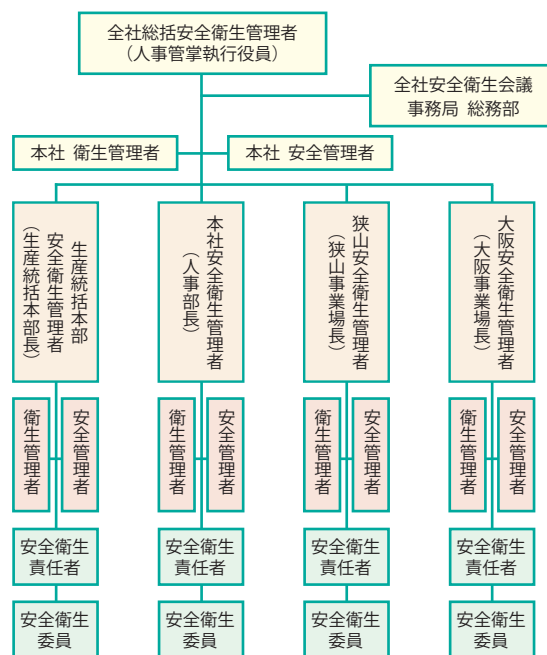 全社総括安全衛生管理者
（人事管掌執行役員）
全社安全衛生会議
事務局 総務部
本社 衛生管理者
本社 安全管理者
生産統括本部
安全衛生管理者
（生産統括本部長）
本社安全衛生管理者
（人事部長）
狭山安全衛生管理者
（狭山事業場長）
大阪安全衛生管理者
（大阪事業場長）
衛生管理者
安全管理者
衛生管理者
安全管理者
衛生管理者
安全管理者
衛生管理者
安全管理者
安全衛生
責任者
安全衛生
責任者
安全衛生
責任者
安全衛生
責任者
安全衛生
委員
安全衛生
委員
安全衛生
委員
安全衛生
委員